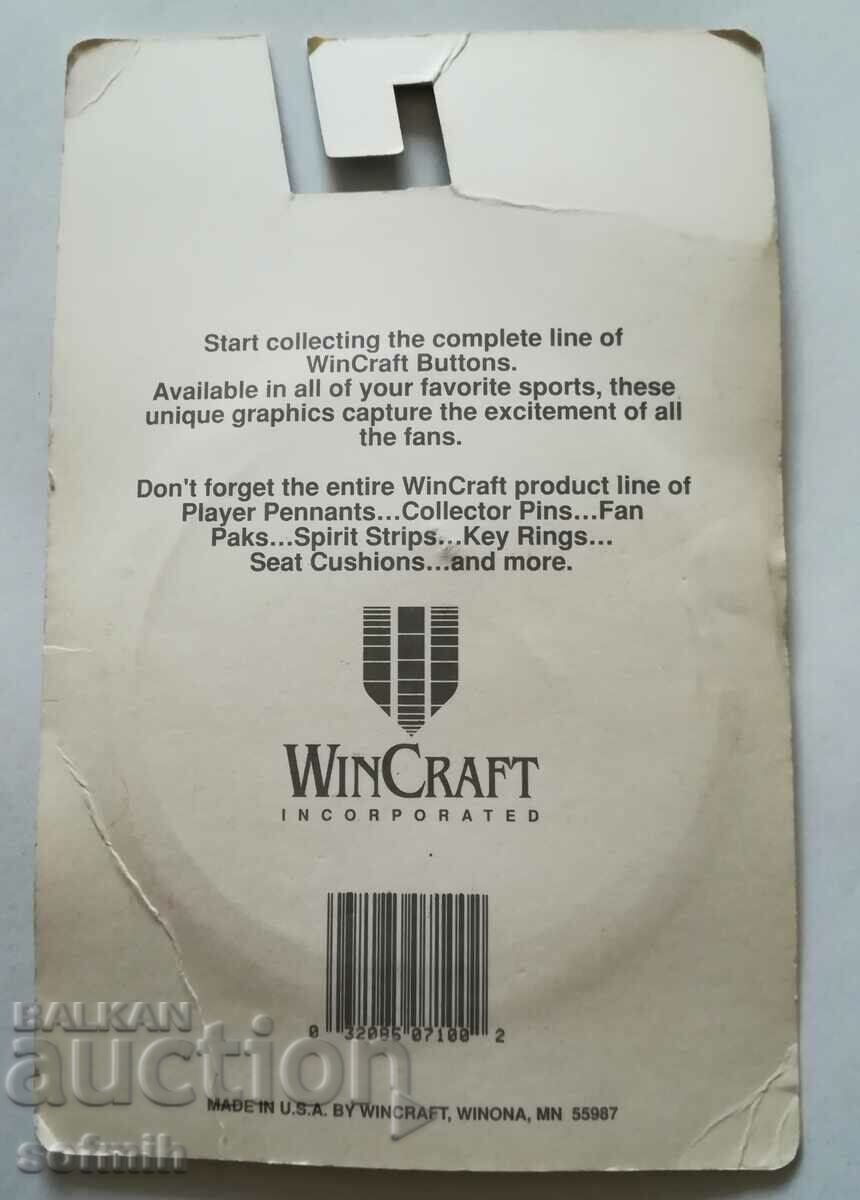 Start collecting the complete line of
WinCraft Buttons.
Available in all of your favorite sports, these
unique graphics capture the excitement of all
the fans.
Don't forget the entire WinCraft product line of
Player Pennants...Collector Pins...Fan
Paks...Spirit Strips...Key Rings...
Seat Cushions...and more.
WINCRAFT
INCORPORATED
0 32085 07100 2
MADE IN U.S.A. BY WINCRAFT, WINONA, MN 55987
BALKAN
auction
sofmih